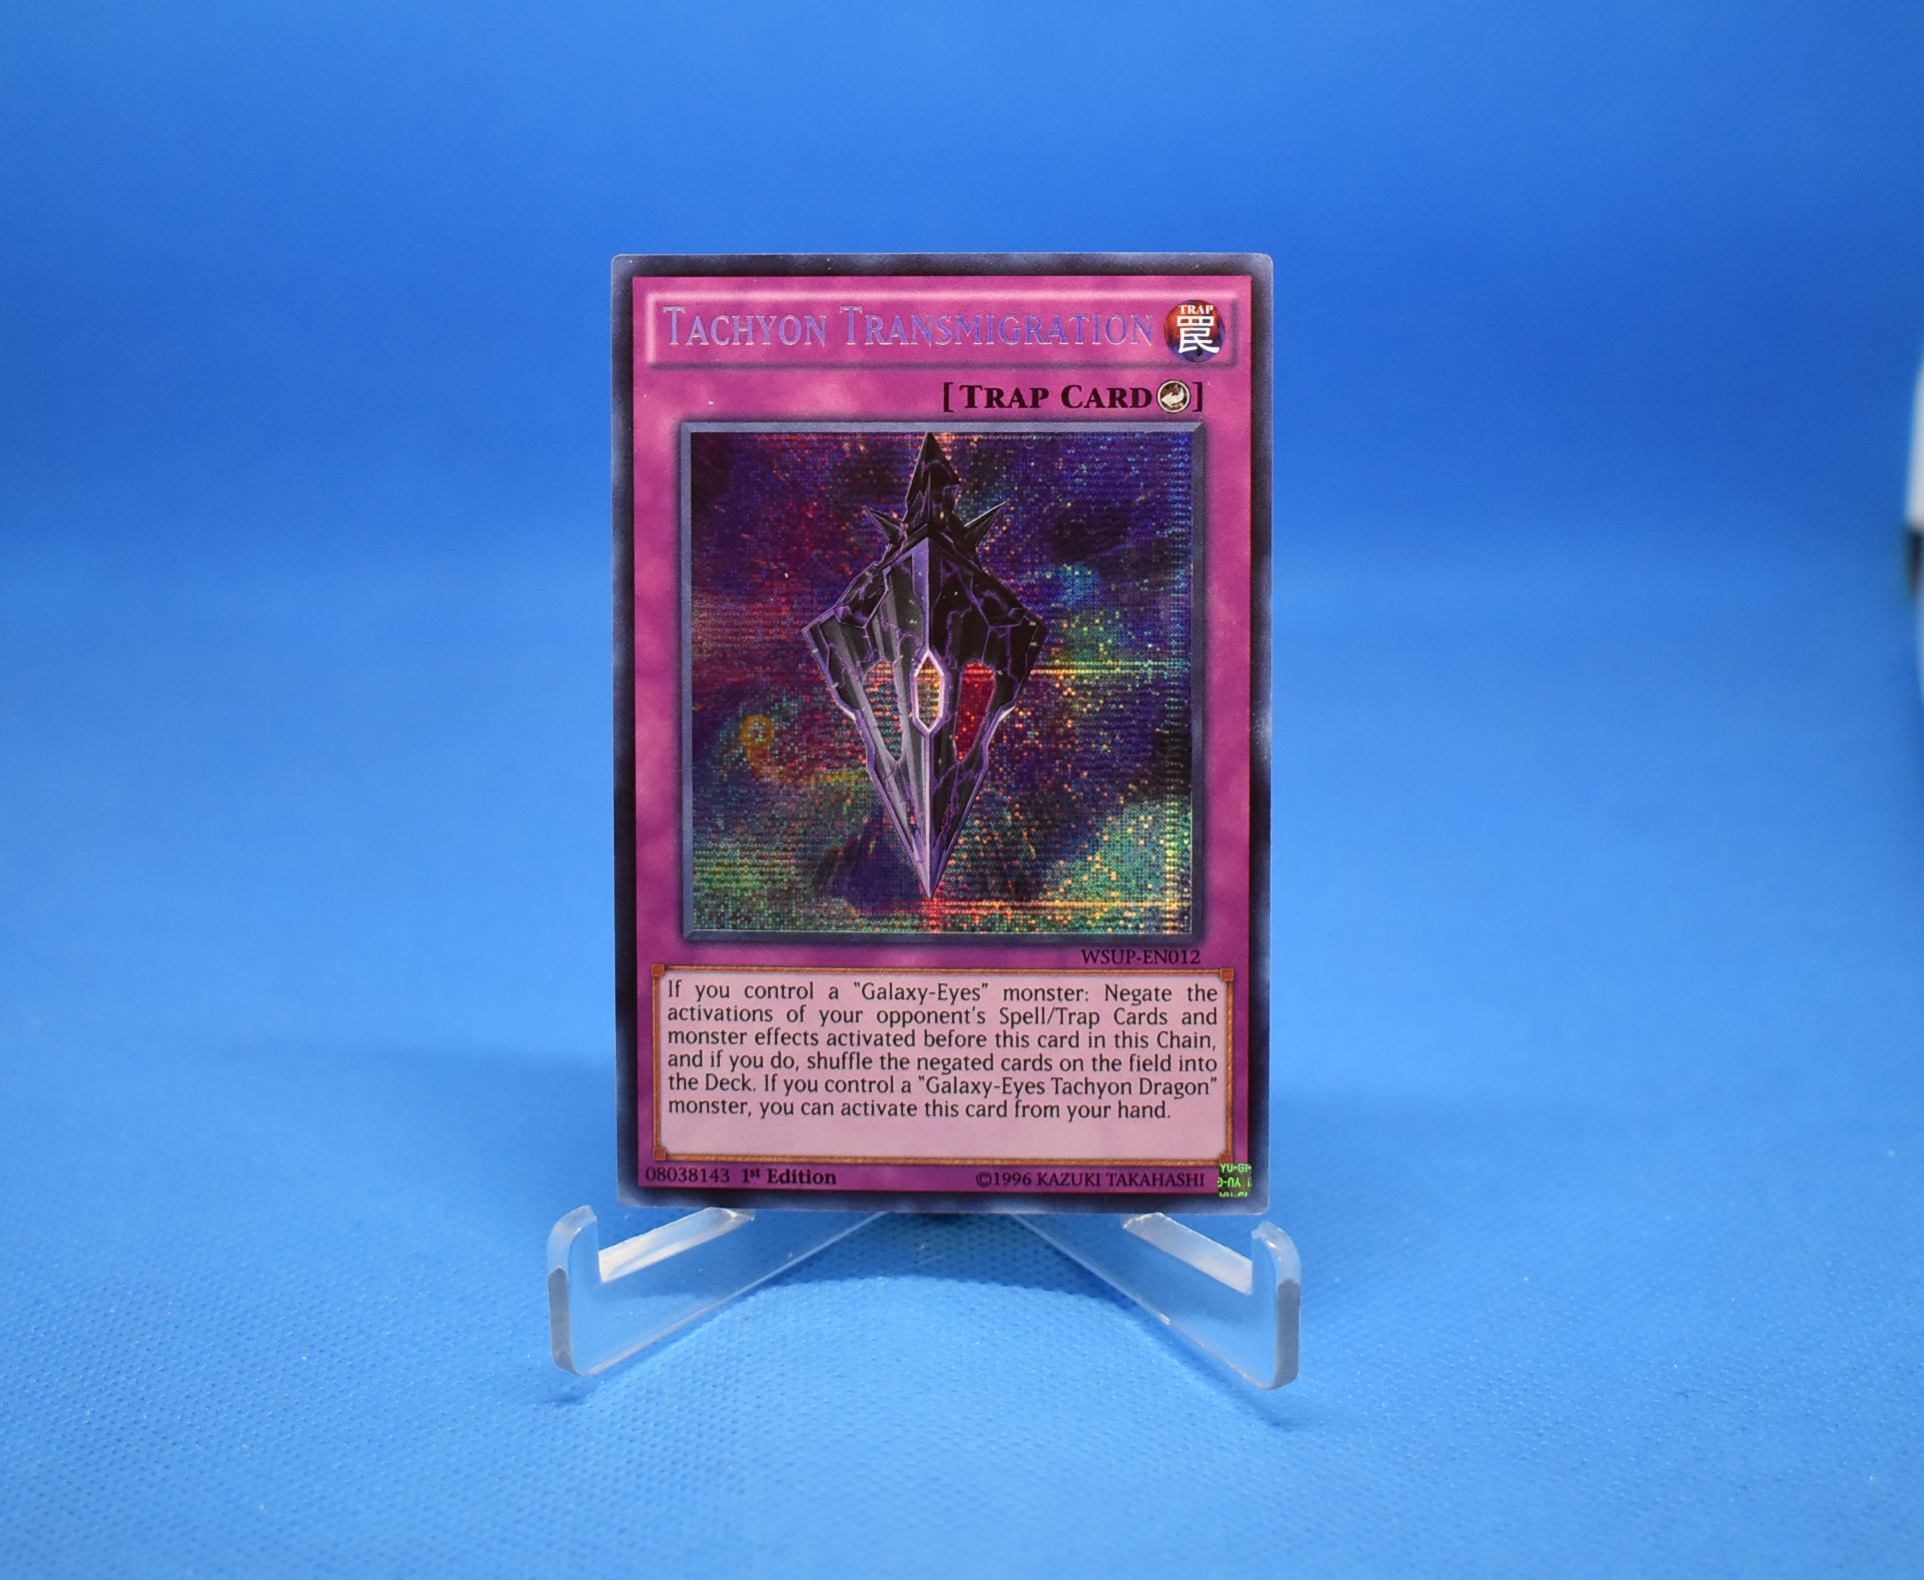 TACHYON TRANSMIGRATION
TRAP
罠
[TRAP CARD]
WSUP-EN012
If you control a "Galaxy-Eyes" monster: Negate the
activations of your opponent's Spell/Trap Cards and
monster effects activated before this card in this Chain,
and if you do, shuffle the negated cards on the field into
the Deck. If you control a "Galaxy-Eyes Tachyon Dragon"
monster, you can activate this card from your hand.
08038143 1st Edition
©1996 KAZUKI TAKAHASHI
YU-GI-